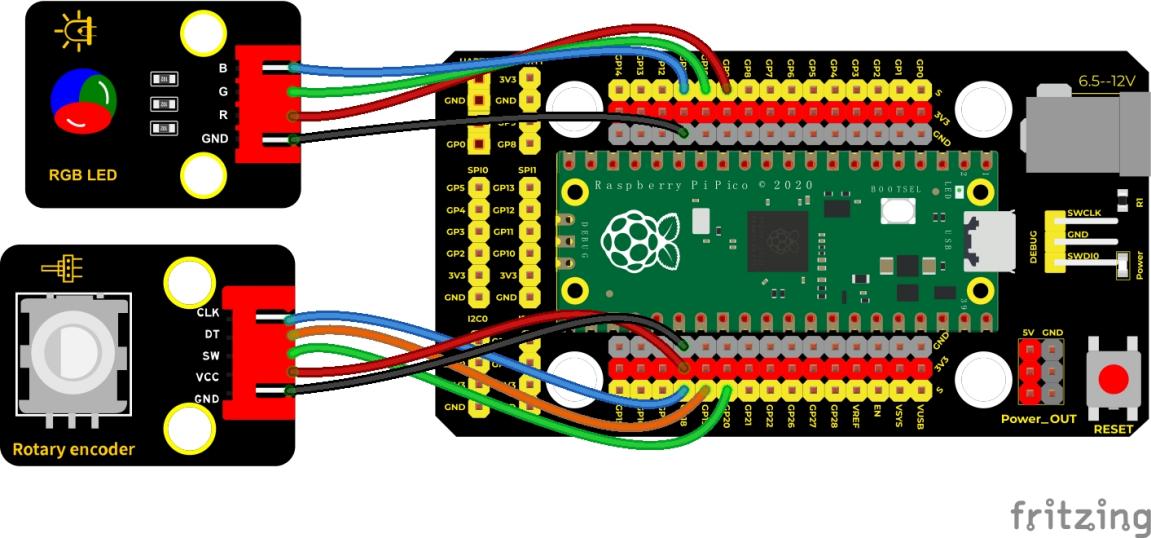 B
G
R
GND
RGB LED
CLK
DT
SW
VCC
GND
Rotary encoder
3V3
GND
GND
GP0
GP8
SPI0
SPI1
GP5
GP13
GP4
GP12
GP3
GP11
GP2
GP10
3V3
3V3
GND
GND
I2C0
GND
GND
GP14
GP13
GP12
GP8
GP7
GP6
GP5
GP4
GP3
GP2
GP1
GP0
S
3V3
GND
Raspberry Pi Pico © 2020
BOOTSEL
LED
USB
DEBUG
2
1
39
GND
3V3
S
GP20
GP21
GP22
GP26
GP27
GP28
VREF
EN
VSYS
VUSB
6.5--12V
R1
SWCLK
GND
SWDI0
DEBUG
Power
5V GND
Power_OUT
RESET
fritzing